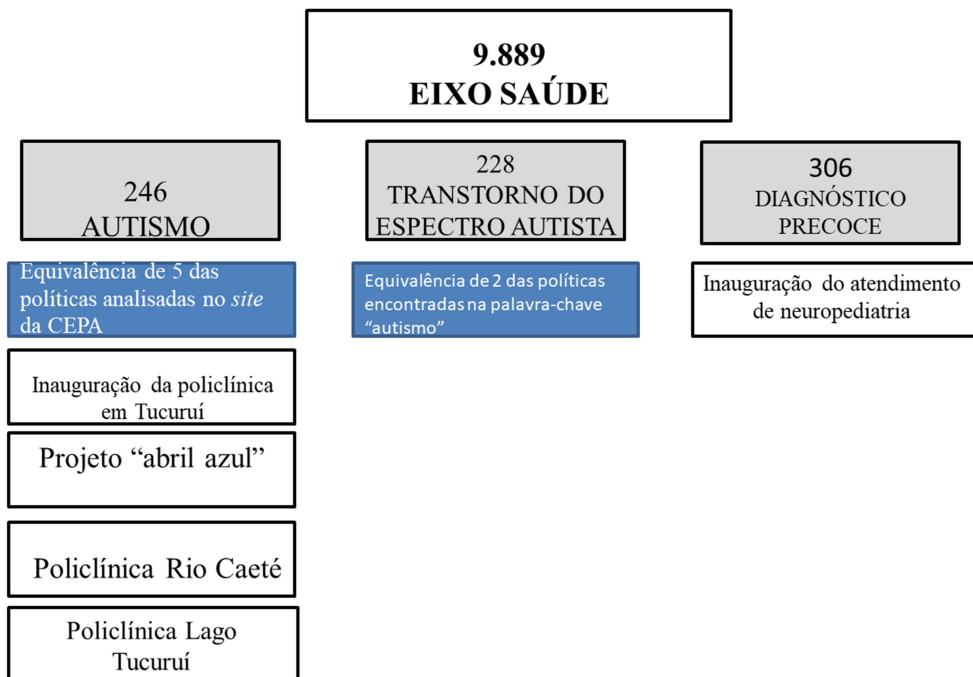 9.889
EIXO SAÚDE
246
AUTISMO
228
TRANSTORNO DO
ESPECTRO AUTISTA
306
DIAGNÓSTICO
PRECOCE
Equivalência de 5 das
políticas analisadas no site
da CEPA
Equivalência de 2 das políticas
encontradas na palavra-chave
“autismo”
Inauguração do atendimento
de neuropediatria
Inauguração da policlínica
em Tucuruí
Projeto “abril azul”
Policlínica Rio Caeté
Policlínica Lago
Tucuruí